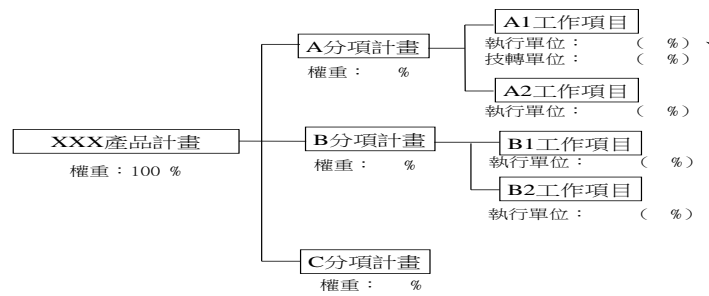 A1工作項目
A分項計畫
執行單位： （ %）
技轉單位： （ %）
權重： %
A2工作項目
執行單位： （ %）
XXX產品計畫
權重：100 %
B分項計畫
權重： %
B1工作項目
執行單位： （ %）
B2工作項目
執行單位： （ %）
C分項計畫
權重： %